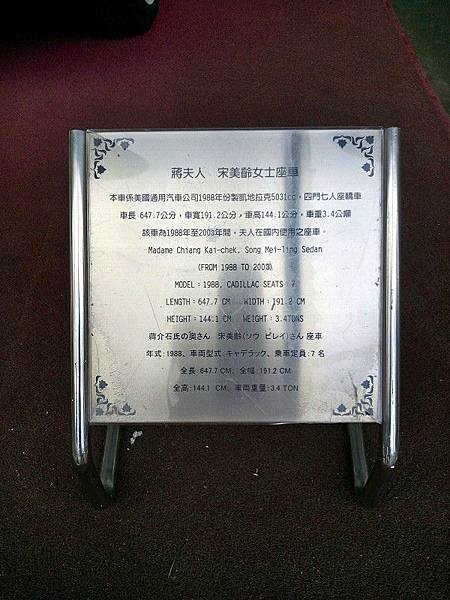 蔣夫人 宋美齡女士座車
本車係美國通用汽車公司1988年份製凱地拉克5031cc，四門七人座轎車
車長 647.7公分，車寬191.2公分，車高144.1公分，車重3.4公順
該車為1988年至2003年間，夫人在國內使用之座車。
Madame Chiang Kai-chek, Song Mei-ling Sedan
(FROM 1988 TO 2003)
MODEL：1988, CADILLAC SEATS：7
LENGTH：647.7 CM WIDTH：191.2 CM
HEIGHT：144.1 CM WEIGHT：3.4TONS
蒋介石氏の奥さん 宋美齢(ソウ ビレイ)さん 座車
年式:1988、車両型式:キャデラック、乗車定員:7 名
全長:647.7 CM、全幅:191.2 CM
全高:144.1 CM、車両重量:3.4 TON